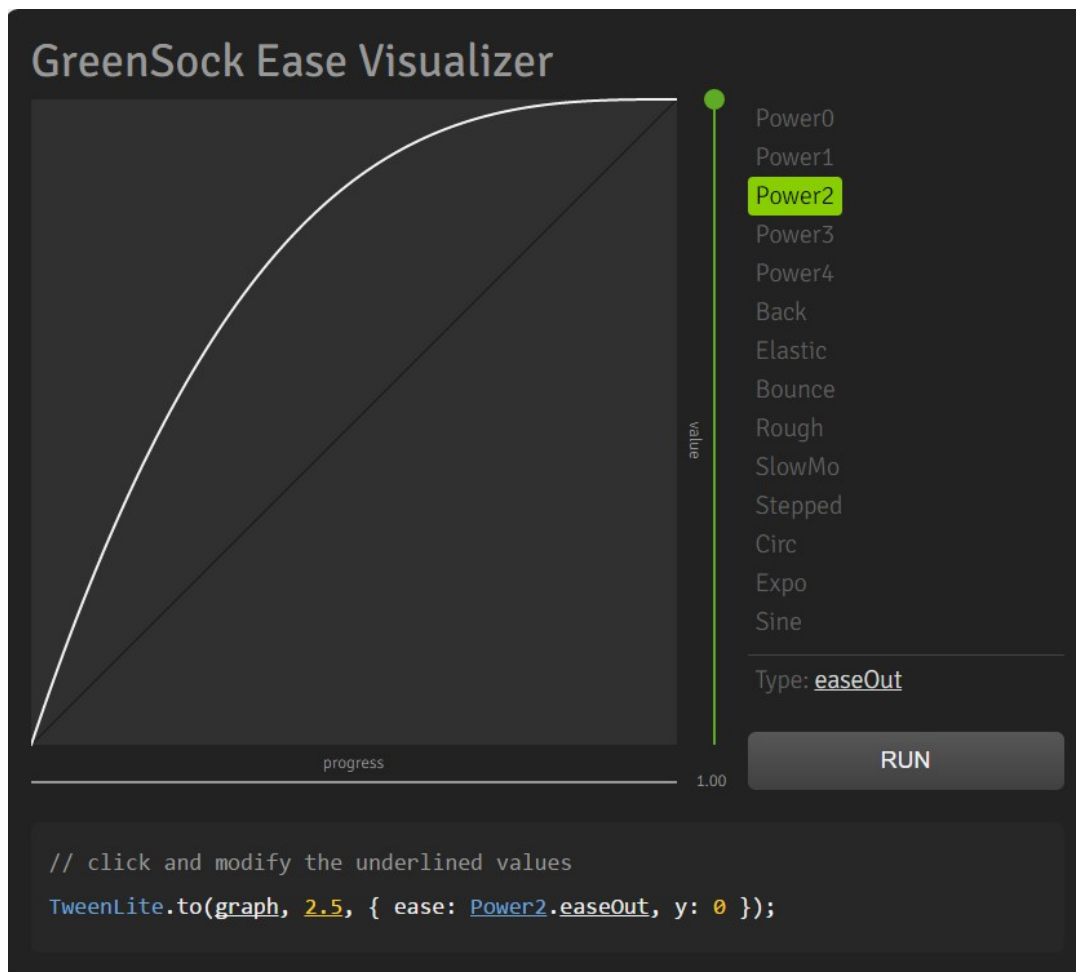 GreenSock Ease Visualizer
Power0
Power1
Power2
Power3
Power4
Back
Elastic
Bounce
Rough
SlowMo
Stepped
Circ
Expo
Sine
value
Type: easeOut
progress
1.00
RUN
// click and modify the underlined values
TweenLite.to(graph, 2.5, { ease: Power2.easeOut, y: 0 });